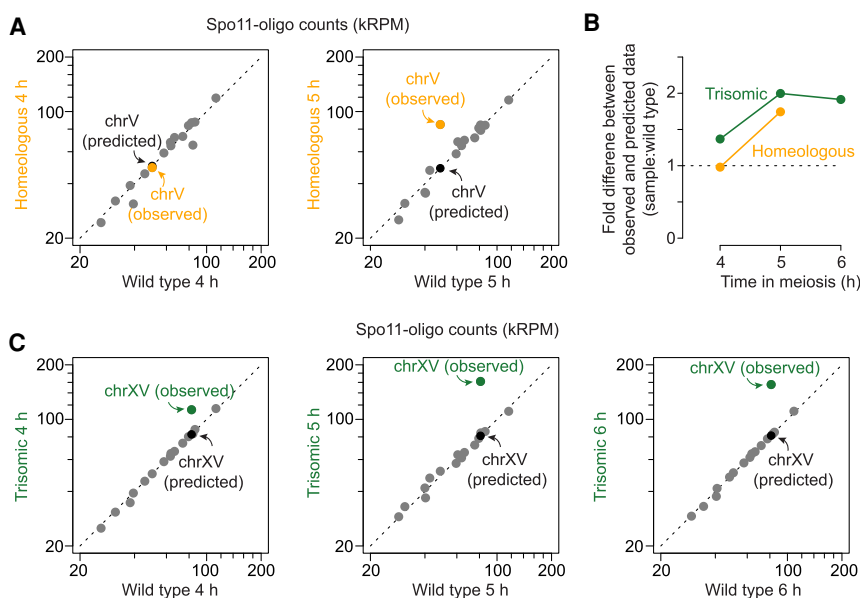 A
Spo11-oligo counts (kRPM)
Homeologous 4 h
200
100
20
chrV
(predicted)
chrV
(observed)
20
100
200
Wild type 4 h
Homeologous 5 h
200
100
20
chrV
(observed)
chrV
(predicted)
20
100
200
Wild type 5 h
B
Fold differene between
observed and predicted data
(sample:wild type)
2
1
0
Trisomic
Homeologous
4
5
6
Time in meiosis (h)
C
Spo11-oligo counts (kRPM)
Trisomic 4 h
200
100
20
chrXV (observed)
chrXV
(predicted)
20
100
200
Wild type 4 h
Trisomic 5 h
200
100
20
chrXV (observed)
chrXV
(predicted)
20
100
200
Wild type 5 h
Trisomic 6 h
200
100
20
chrXV (observed)
chrXV
(predicted)
20
100
200
Wild type 6 h